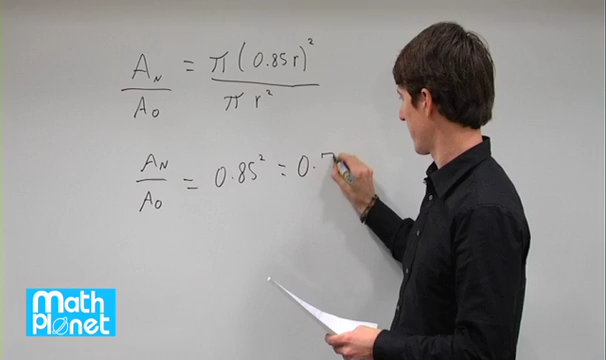 A_N/A_O = π(0.85r)²/πr²
A_N/A_O = 0.85² = 0.7
Math
Planet